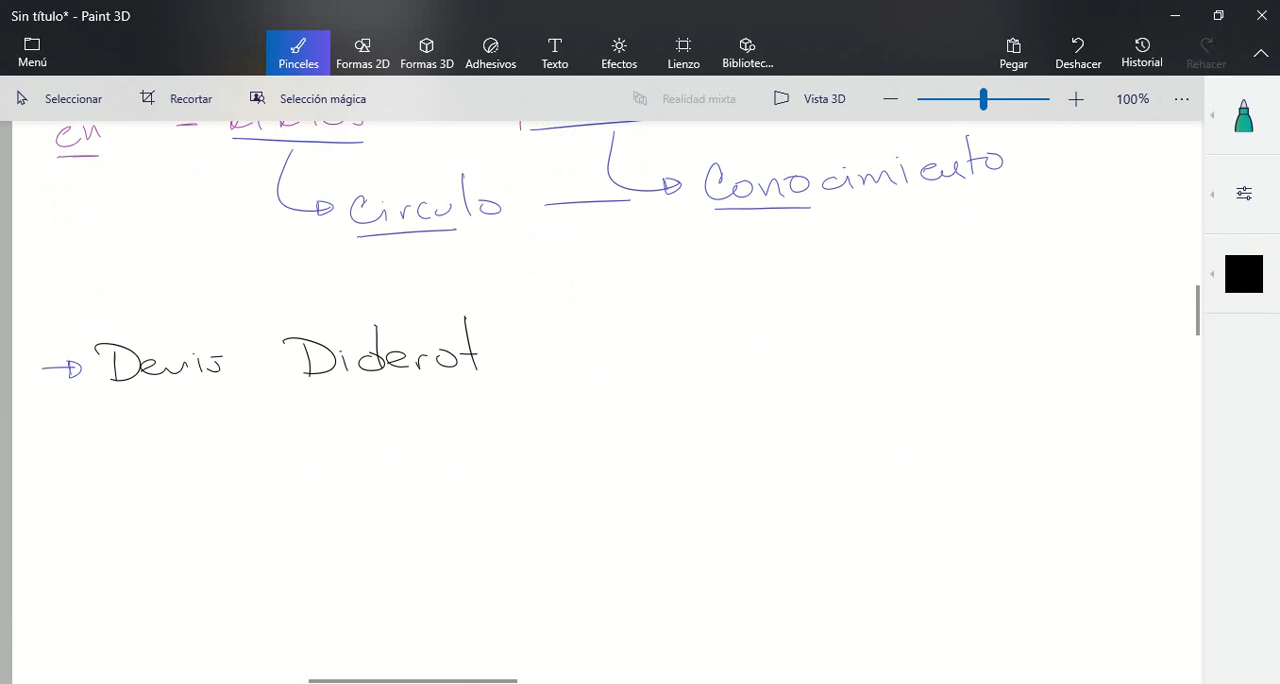 Sin título* - Paint 3D
Menú
Pinceles Formas 2D Formas 3D Adhesivos Texto Efectos Lienzo Bibliotec... Pegar Deshacer Historial Rehacer
Seleccionar Recortar Selección mágica Realidad mixta Vista 3D 100%
en
Circulo Conocimiento
Denis Diderot